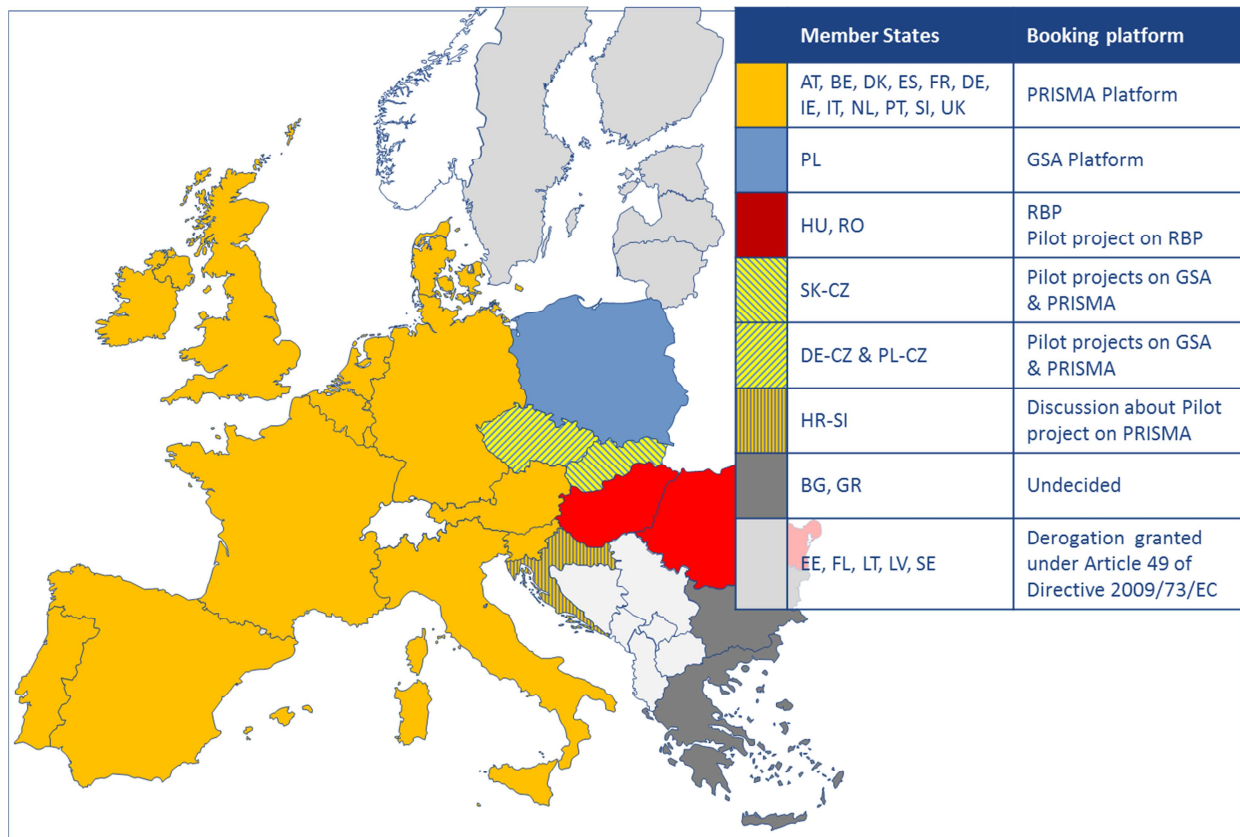 Member States Booking platform
AT, BE, DK, ES, FR, DE,
IE, IT, NL, PT, SI, UK
PRISMA Platform
PL
GSA Platform
HU, RO
RBP
Pilot project on RBP
SK-CZ
Pilot projects on GSA
& PRISMA
DE-CZ & PL-CZ
Pilot projects on GSA
& PRISMA
HR-SI
Discussion about Pilot
project on PRISMA
BG, GR
Undecided
EE, FL, LT, LV, SE
Derogation granted
under Article 49 of
Directive 2009/73/EC